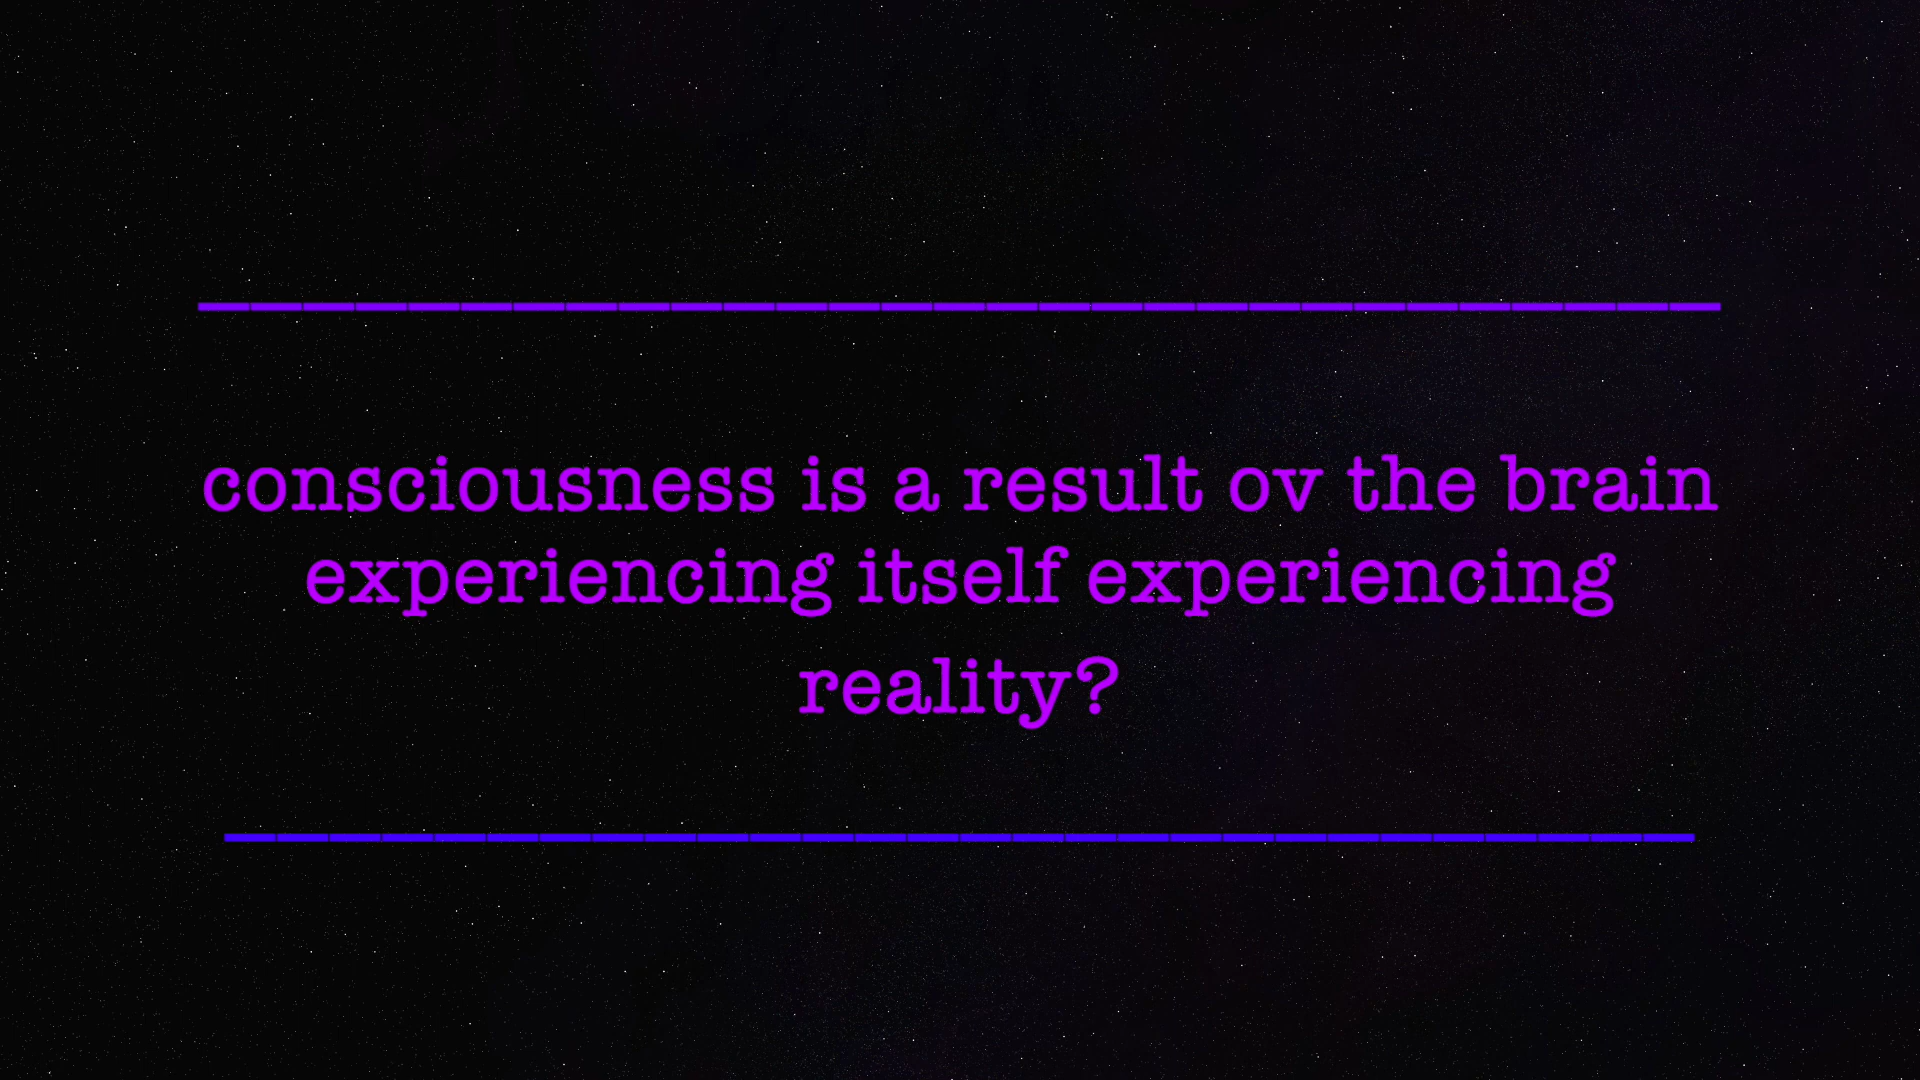 consciousness is a result ov the brain
experiencing itself experiencing
reality?